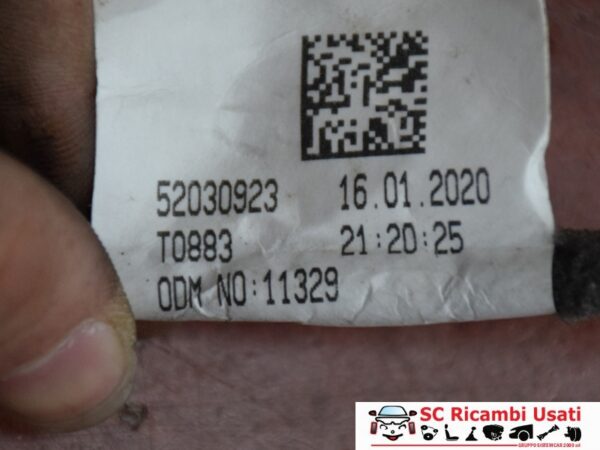 52030923 16.01.2020
T0883 21:20:25
ODM NO:11329
SC Ricambi Usati